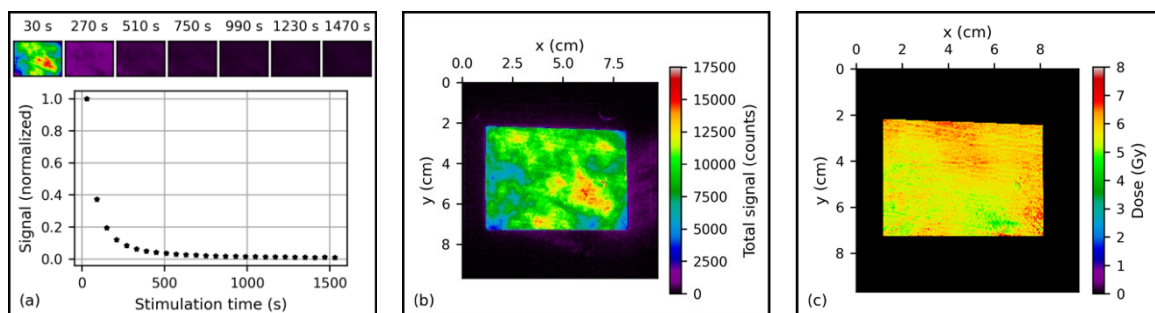 30 s 270 s 510 s 750 s 990 s 1230 s 1470 s
1.0
0.8
0.6
0.4
0.2
0.0
Signal (normalized)
0 500 1000 1500
Stimulation time (s)
(a)
x (cm)
0.0 2.5 5.0 7.5
0
2
4
6
8
y (cm)
(b)
17500
15000
12500
10000
7500
5000
2500
0
Total signal (counts)
x (cm)
0 2 4 6 8
0
2
4
6
8
y (cm)
(c)
8
7
6
5
4
3
2
1
0
Dose (Gy)